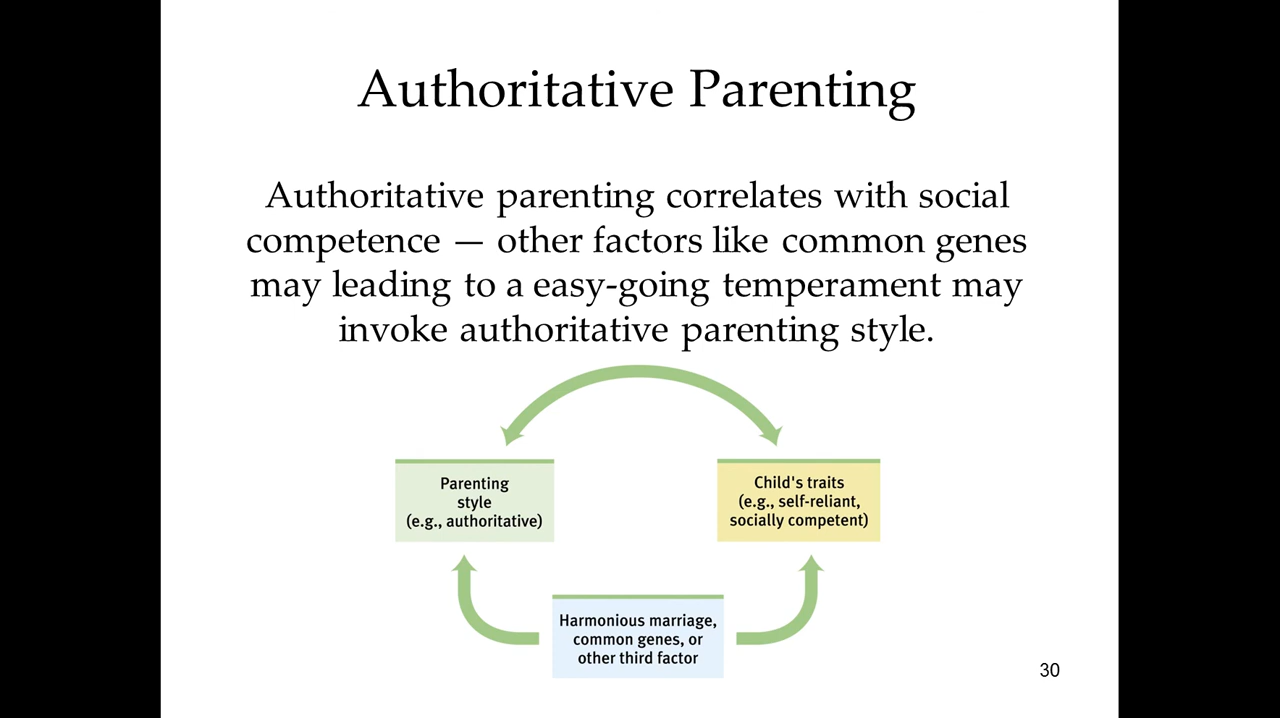 Authoritative Parenting
Authoritative parenting correlates with social
competence — other factors like common genes
may leading to a easy-going temperament may
invoke authoritative parenting style.
Parenting
style
(e.g., authoritative)
Child's traits
(e.g., self-reliant,
socially competent)
Harmonious marriage,
common genes, or
other third factor
30